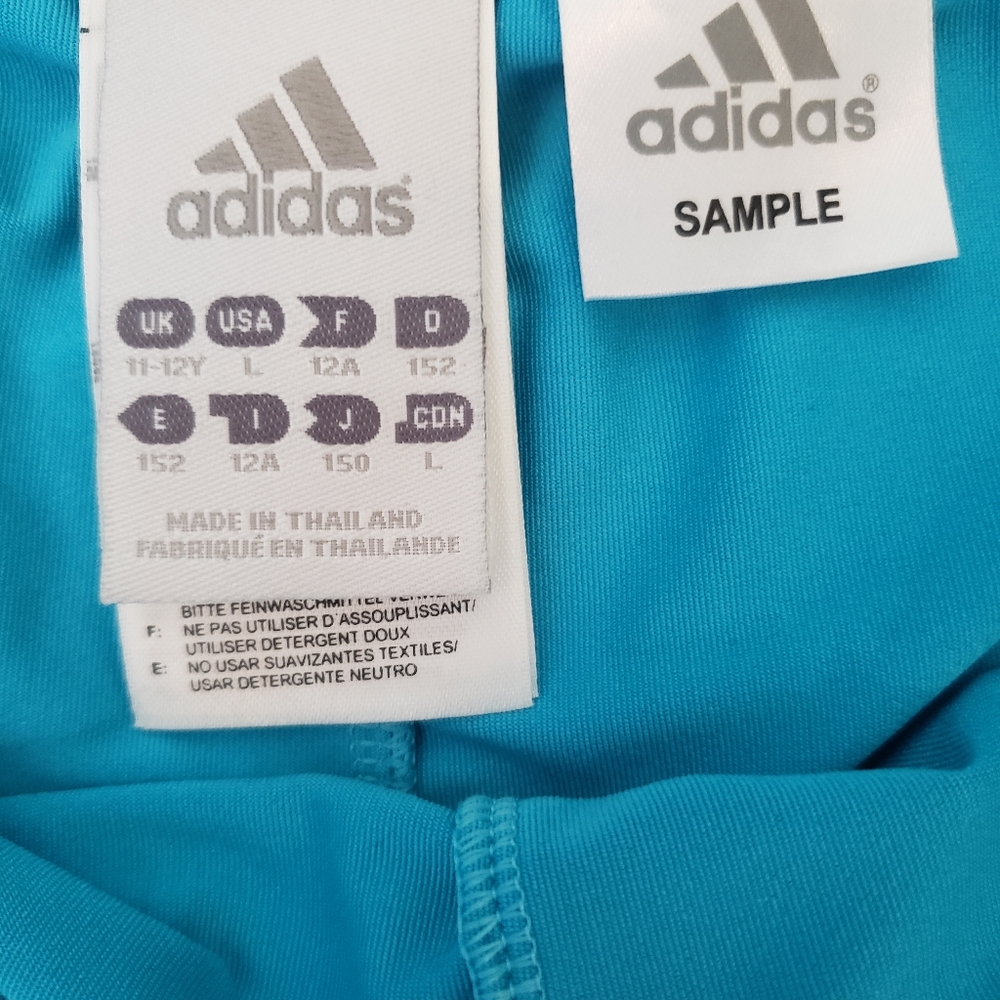 adidas
UK USA F D
11-12Y L 12A 152
E I J CDN
152 12A 150 L
MADE IN THAILAND
FABRIQUÉ EN THAILANDE
BITTE FEINWASCHMITTEL
F: NE PAS UTILISER D'ASSOUPLISSANT/
UTILISER DETERGENT DOUX
E: NO USAR SUAVIZANTES TEXTILES/
USAR DETERGENTE NEUTRO
adidas®
SAMPLE